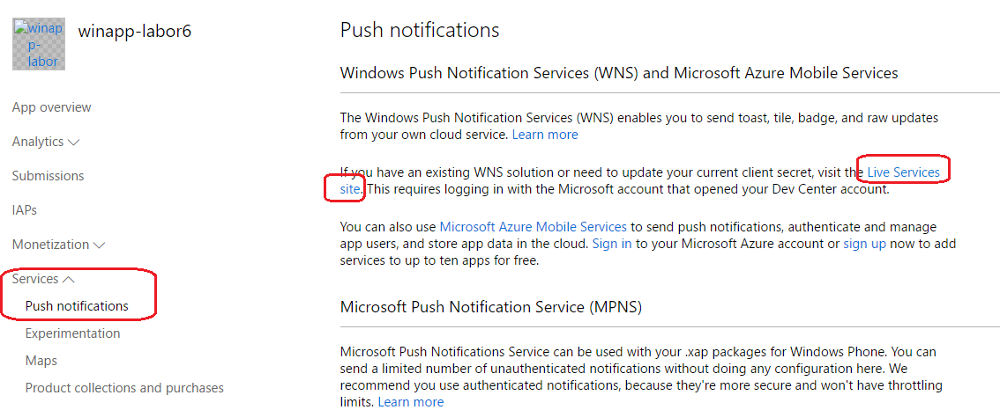 winap
p-
labor
winapp-labor6
App overview
Analytics
Submissions
IAPs
Monetization
Services
Push notifications
Experimentation
Maps
Product collections and purchases
Push notifications
Windows Push Notification Services (WNS) and Microsoft Azure Mobile Services
The Windows Push Notification Services (WNS) enables you to send toast, tile, badge, and raw updates
from your own cloud service. Learn more
If you have an existing WNS solution or need to update your current client secret, visit the Live Services
site. This requires logging in with the Microsoft account that opened your Dev Center account.
You can also use Microsoft Azure Mobile Services to send push notifications, authenticate and manage
app users, and store app data in the cloud. Sign in to your Microsoft Azure account or sign up now to add
services to up to ten apps for free.
Microsoft Push Notification Service (MPNS)
Microsoft Push Notifications Service can be used with your .xap packages for Windows Phone. You can
send a limited number of unauthenticated notifications without doing any configuration here. We
recommend you use authenticated notifications, because they're more secure and won't have throttling
limits. Learn more